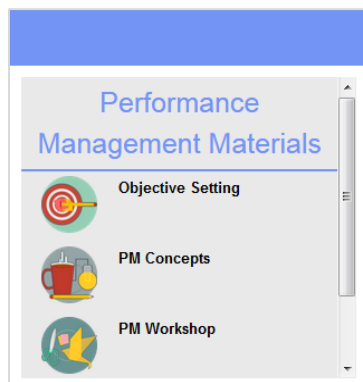 Performance
Management Materials
Objective Setting
PM Concepts
PM Workshop